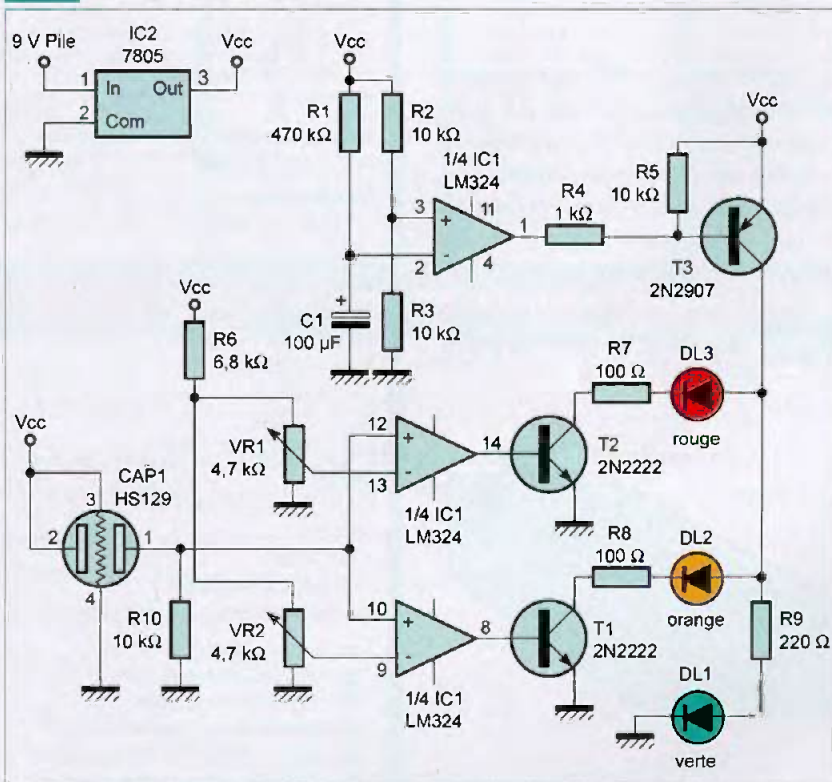 9 V Pile
IC2
7805
Vcc
1
In
Out
3
2
Com
Vcc
R1
470 kΩ
R2
10 kΩ
1/4 IC1
LM324
3
+
11
1
2
-
4
C1
+
100 µF
R3
10 kΩ
R4
1 kΩ
R5
10 kΩ
Vcc
T3
2N2907
Vcc
R6
6,8 kΩ
Vcc
CAP1
HS129
3
2
1
4
R10
10 kΩ
VR1
4,7 kΩ
12
+
14
13
-
1/4 IC1
LM324
T2
2N2222
R7
100 Ω
DL3
rouge
VR2
4,7 kΩ
10
+
8
9
-
1/4 IC1
LM324
T1
2N2222
R8
100 Ω
DL2
orange
R9
220 Ω
DL1
verte